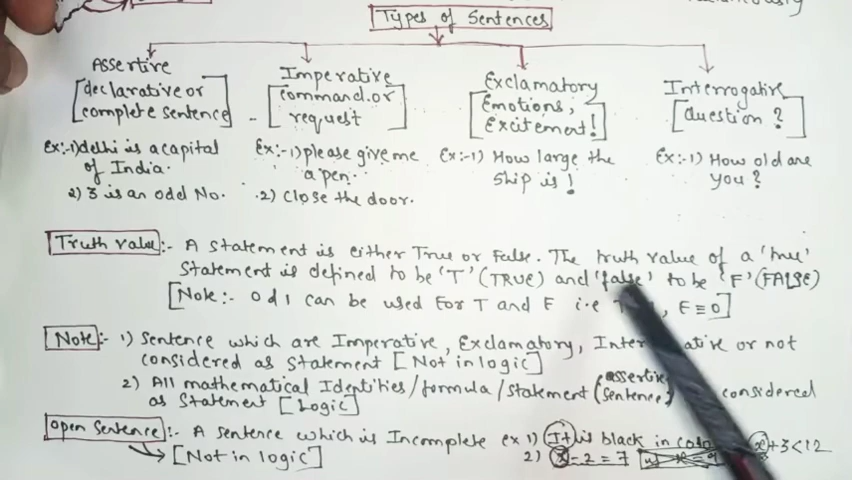 Types of Sentences
Assertive
[declarative or
complete sentence]
Imperative
[command or
request]
Exclamatory
[Emotions,
Excitement!]
Interrogative
[Question ?]
Ex:-1) delhi is a capital
of India.
2) 3 is an odd No.
Ex:-1) please give me
a pen.
2) Close the door.
Ex:-1) How large the
Ship is!
Ex:-1) How old are
You?
Truth value :- A Statement is either True or False. The truth value of a 'true'
Statement is defined to be 'T' (TRUE) and 'false' to be 'F' (FALSE)
[Note :- 0 & 1 can be used for T and F i.e T , F ≡ 0]
Note :- 1) Sentence which are Imperative, Exclamatory, Inter ative or not
considered as Statement [Not in logic]
2) All mathematical Identities/formula/statement (assertive sentence) considered
as Statement [Logic]
Open Sentence :- A Sentence which is Incomplete ex 1) It is black in x + 3 < 12
→ [Not in logic] 2) x - 2 = 7